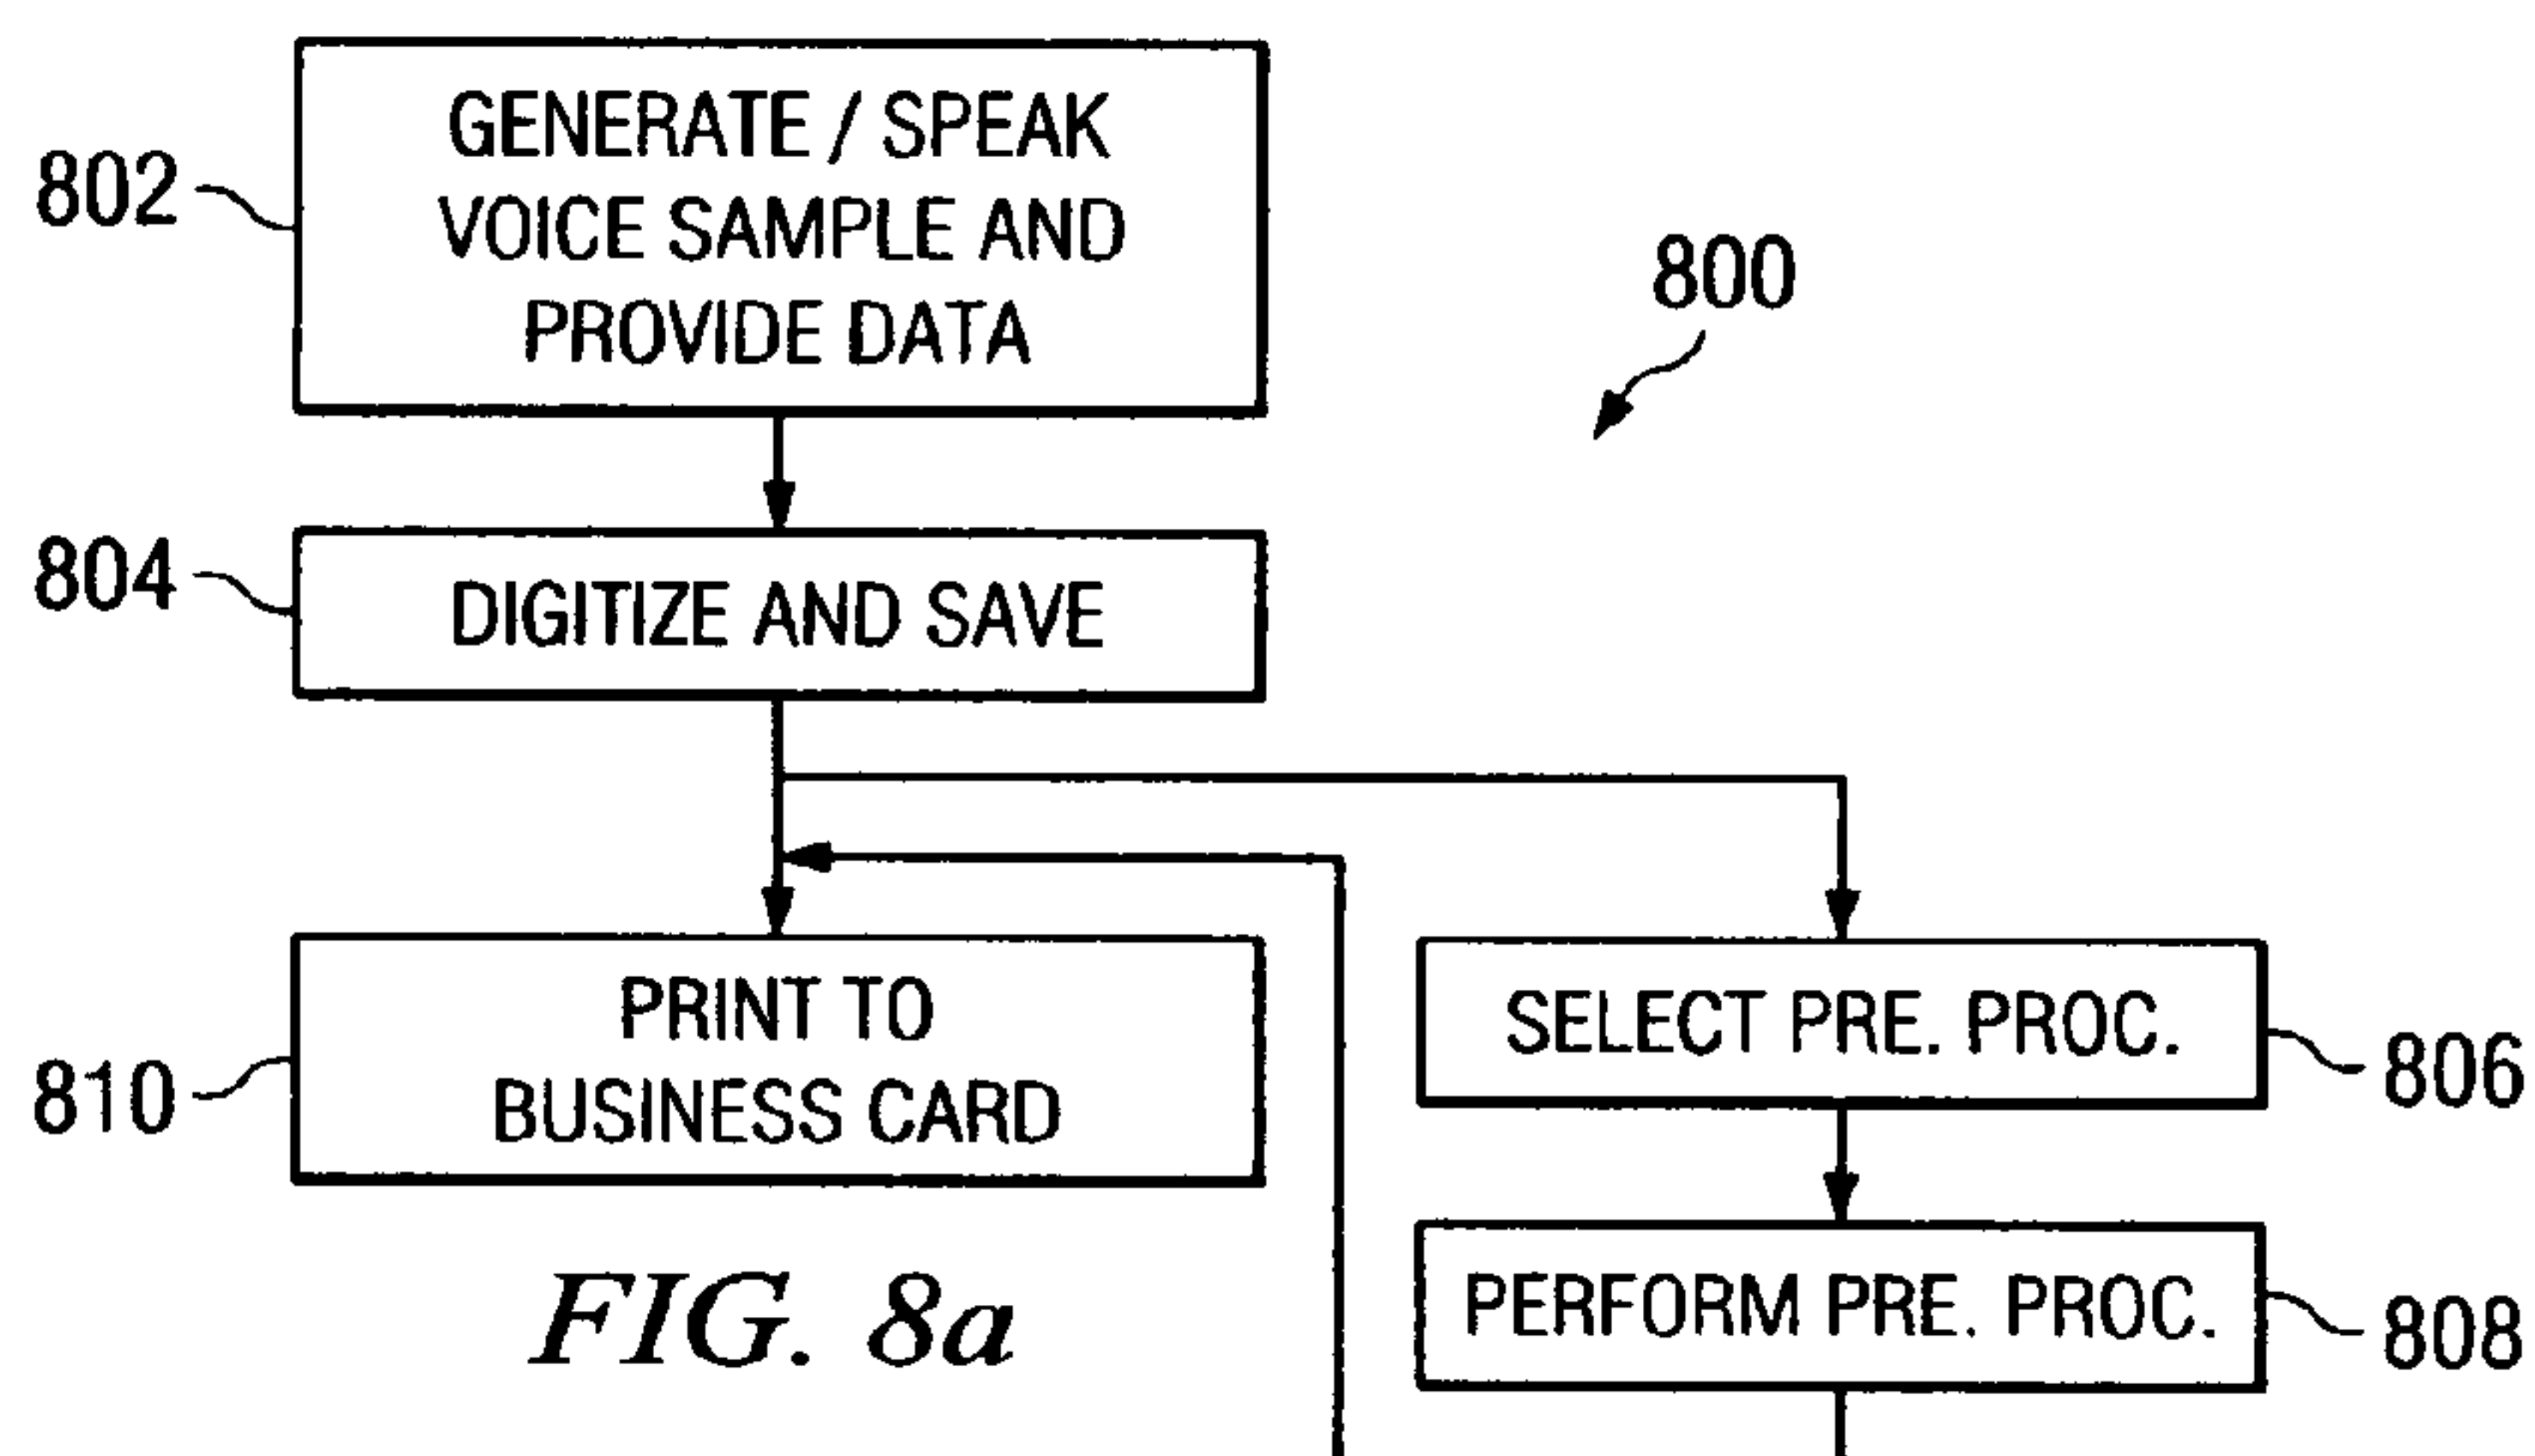 802
GENERATE / SPEAK
VOICE SAMPLE AND
PROVIDE DATA
800
804
DIGITIZE AND SAVE
810
PRINT TO
BUSINESS CARD
SELECT PRE. PROC.
806
PERFORM PRE. PROC.
808
FIG. 8a